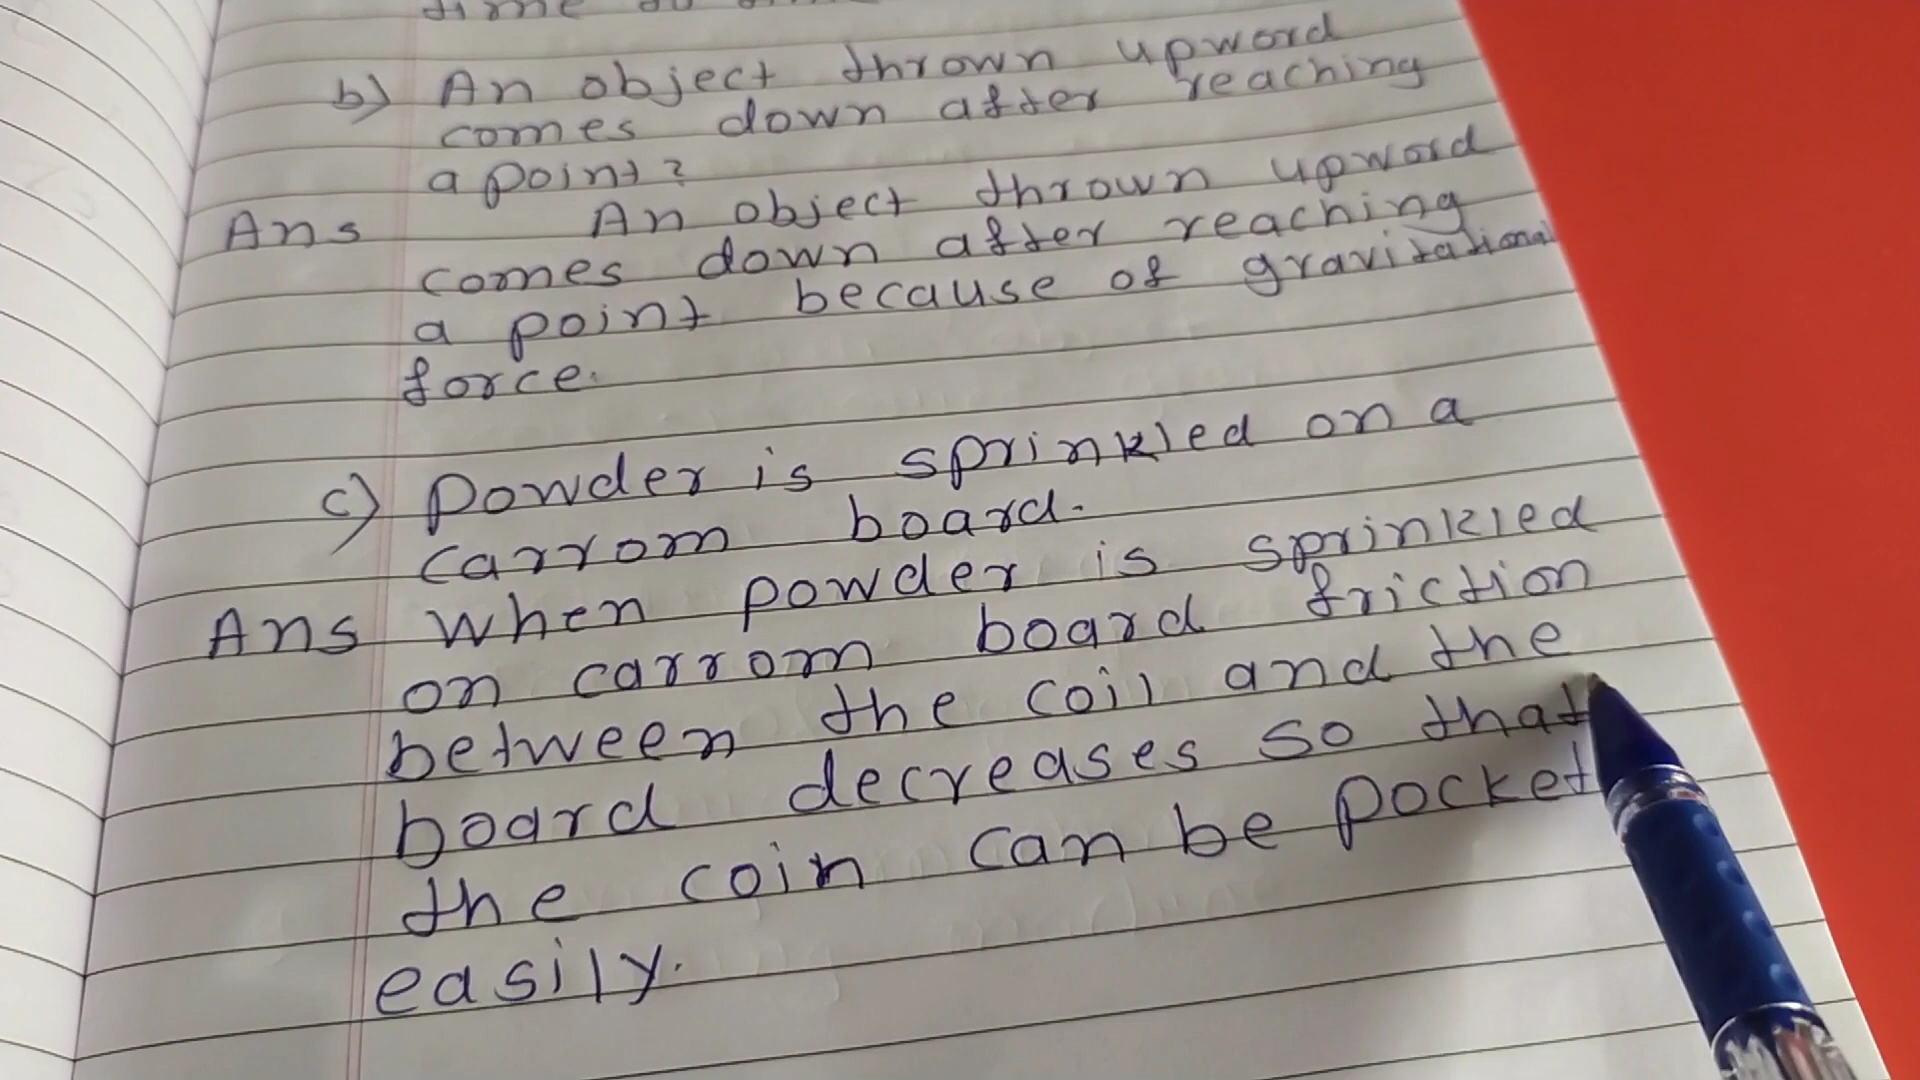 time to
b) An object thrown upword
comes down after reaching
a point?
Ans An object thrown upword
comes down after reaching
a point because of gravitational
force.
c) Powder is sprinkled on a
carrom board.
Ans When powder is sprinkled
on carrom board friction
between the coil and the
board decreases so that
the coin can be pocket
easily.